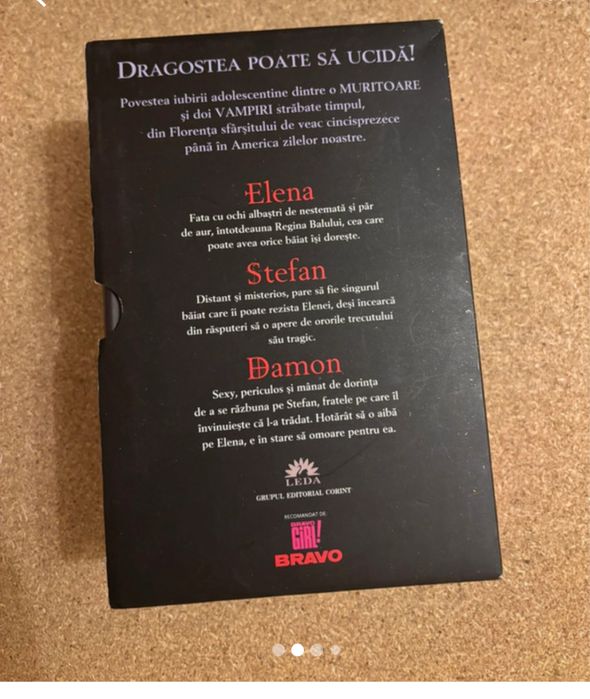 DRAGOSTEA POATE SĂ UCIDĂ!
Povestea iubirii adolescentine dintre o MURITOARE
și doi VAMPIRI străbate timpul,
din Florența sfârșitului de veac cincisprezece
până în America zilelor noastre.
Elena
Fata cu ochi albaștri de nestemată și păr
de aur, întotdeauna Regina Balului, cea care
poate avea orice băiat își dorește.
Stefan
Distant și misterios, pare să fie singurul
băiat care îi poate rezista Elenei, deși încearcă
din răsputeri să o apere de ororile trecutului
său tragic.
Damon
Sexy, periculos și mânat de dorința
de a se răzbuna pe Stefan, fratele pe care îl
învinuiește că l-a trădat. Hotărât să o aibă
pe Elena, e în stare să omoare pentru ea.
LEDA
GRUPUL EDITORIAL CORINT
RECOMANDAT DE:
BRAVO
GiRL!
BRAVO